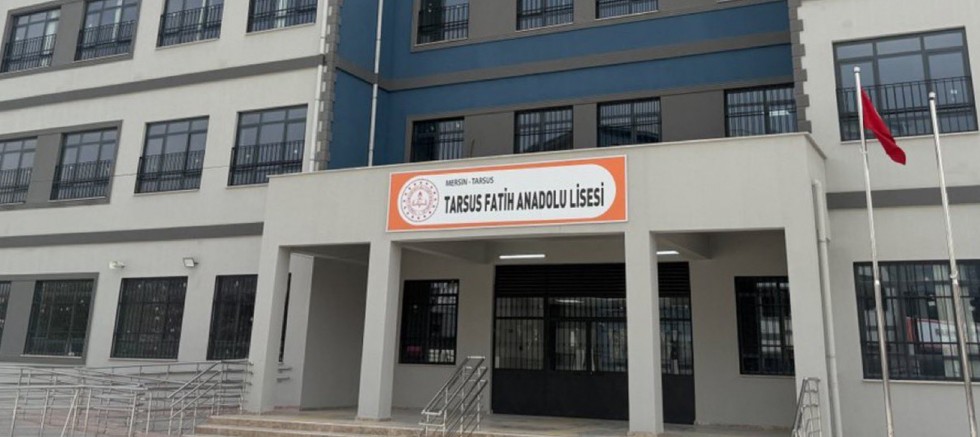 MERSİN - TARSUS
TARSUS FATİH ANADOLU LİSESİ